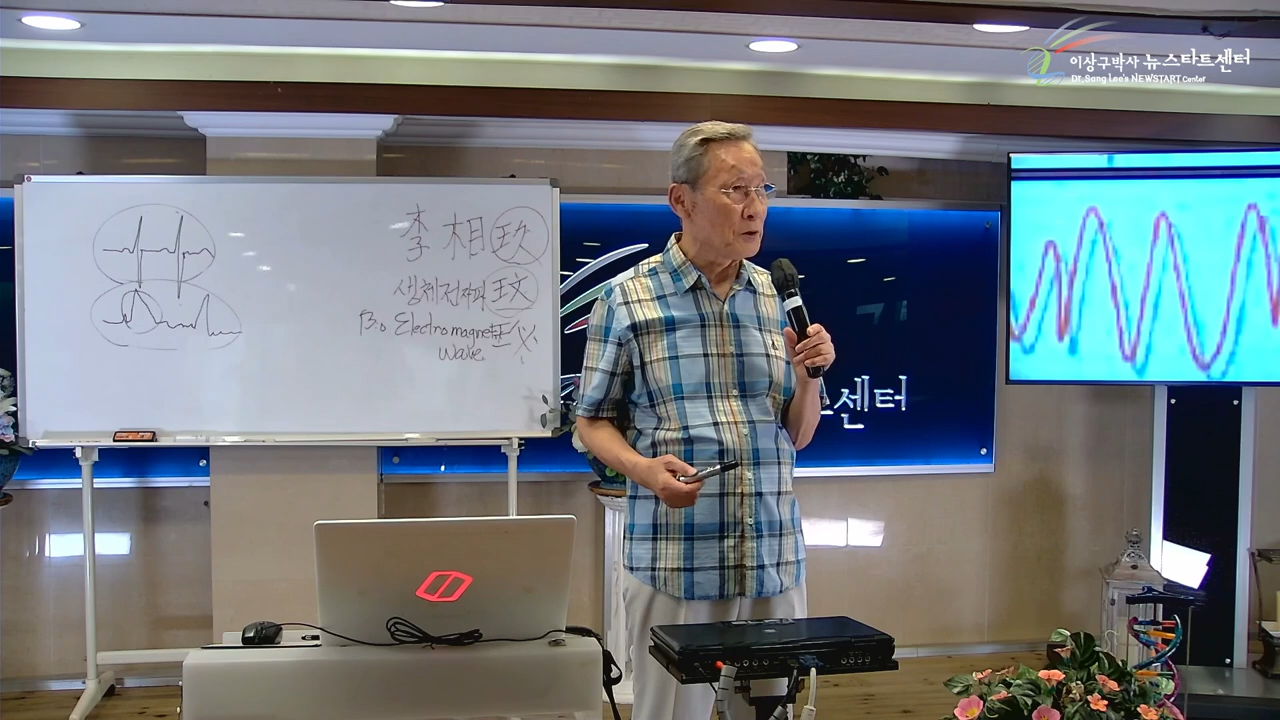 이상구박사 뉴스타트센터
Dr. Sang Lee's NEWSTART Center
李相玖
생체전자파 玟
Bio Electromagnetic
Wave
센터